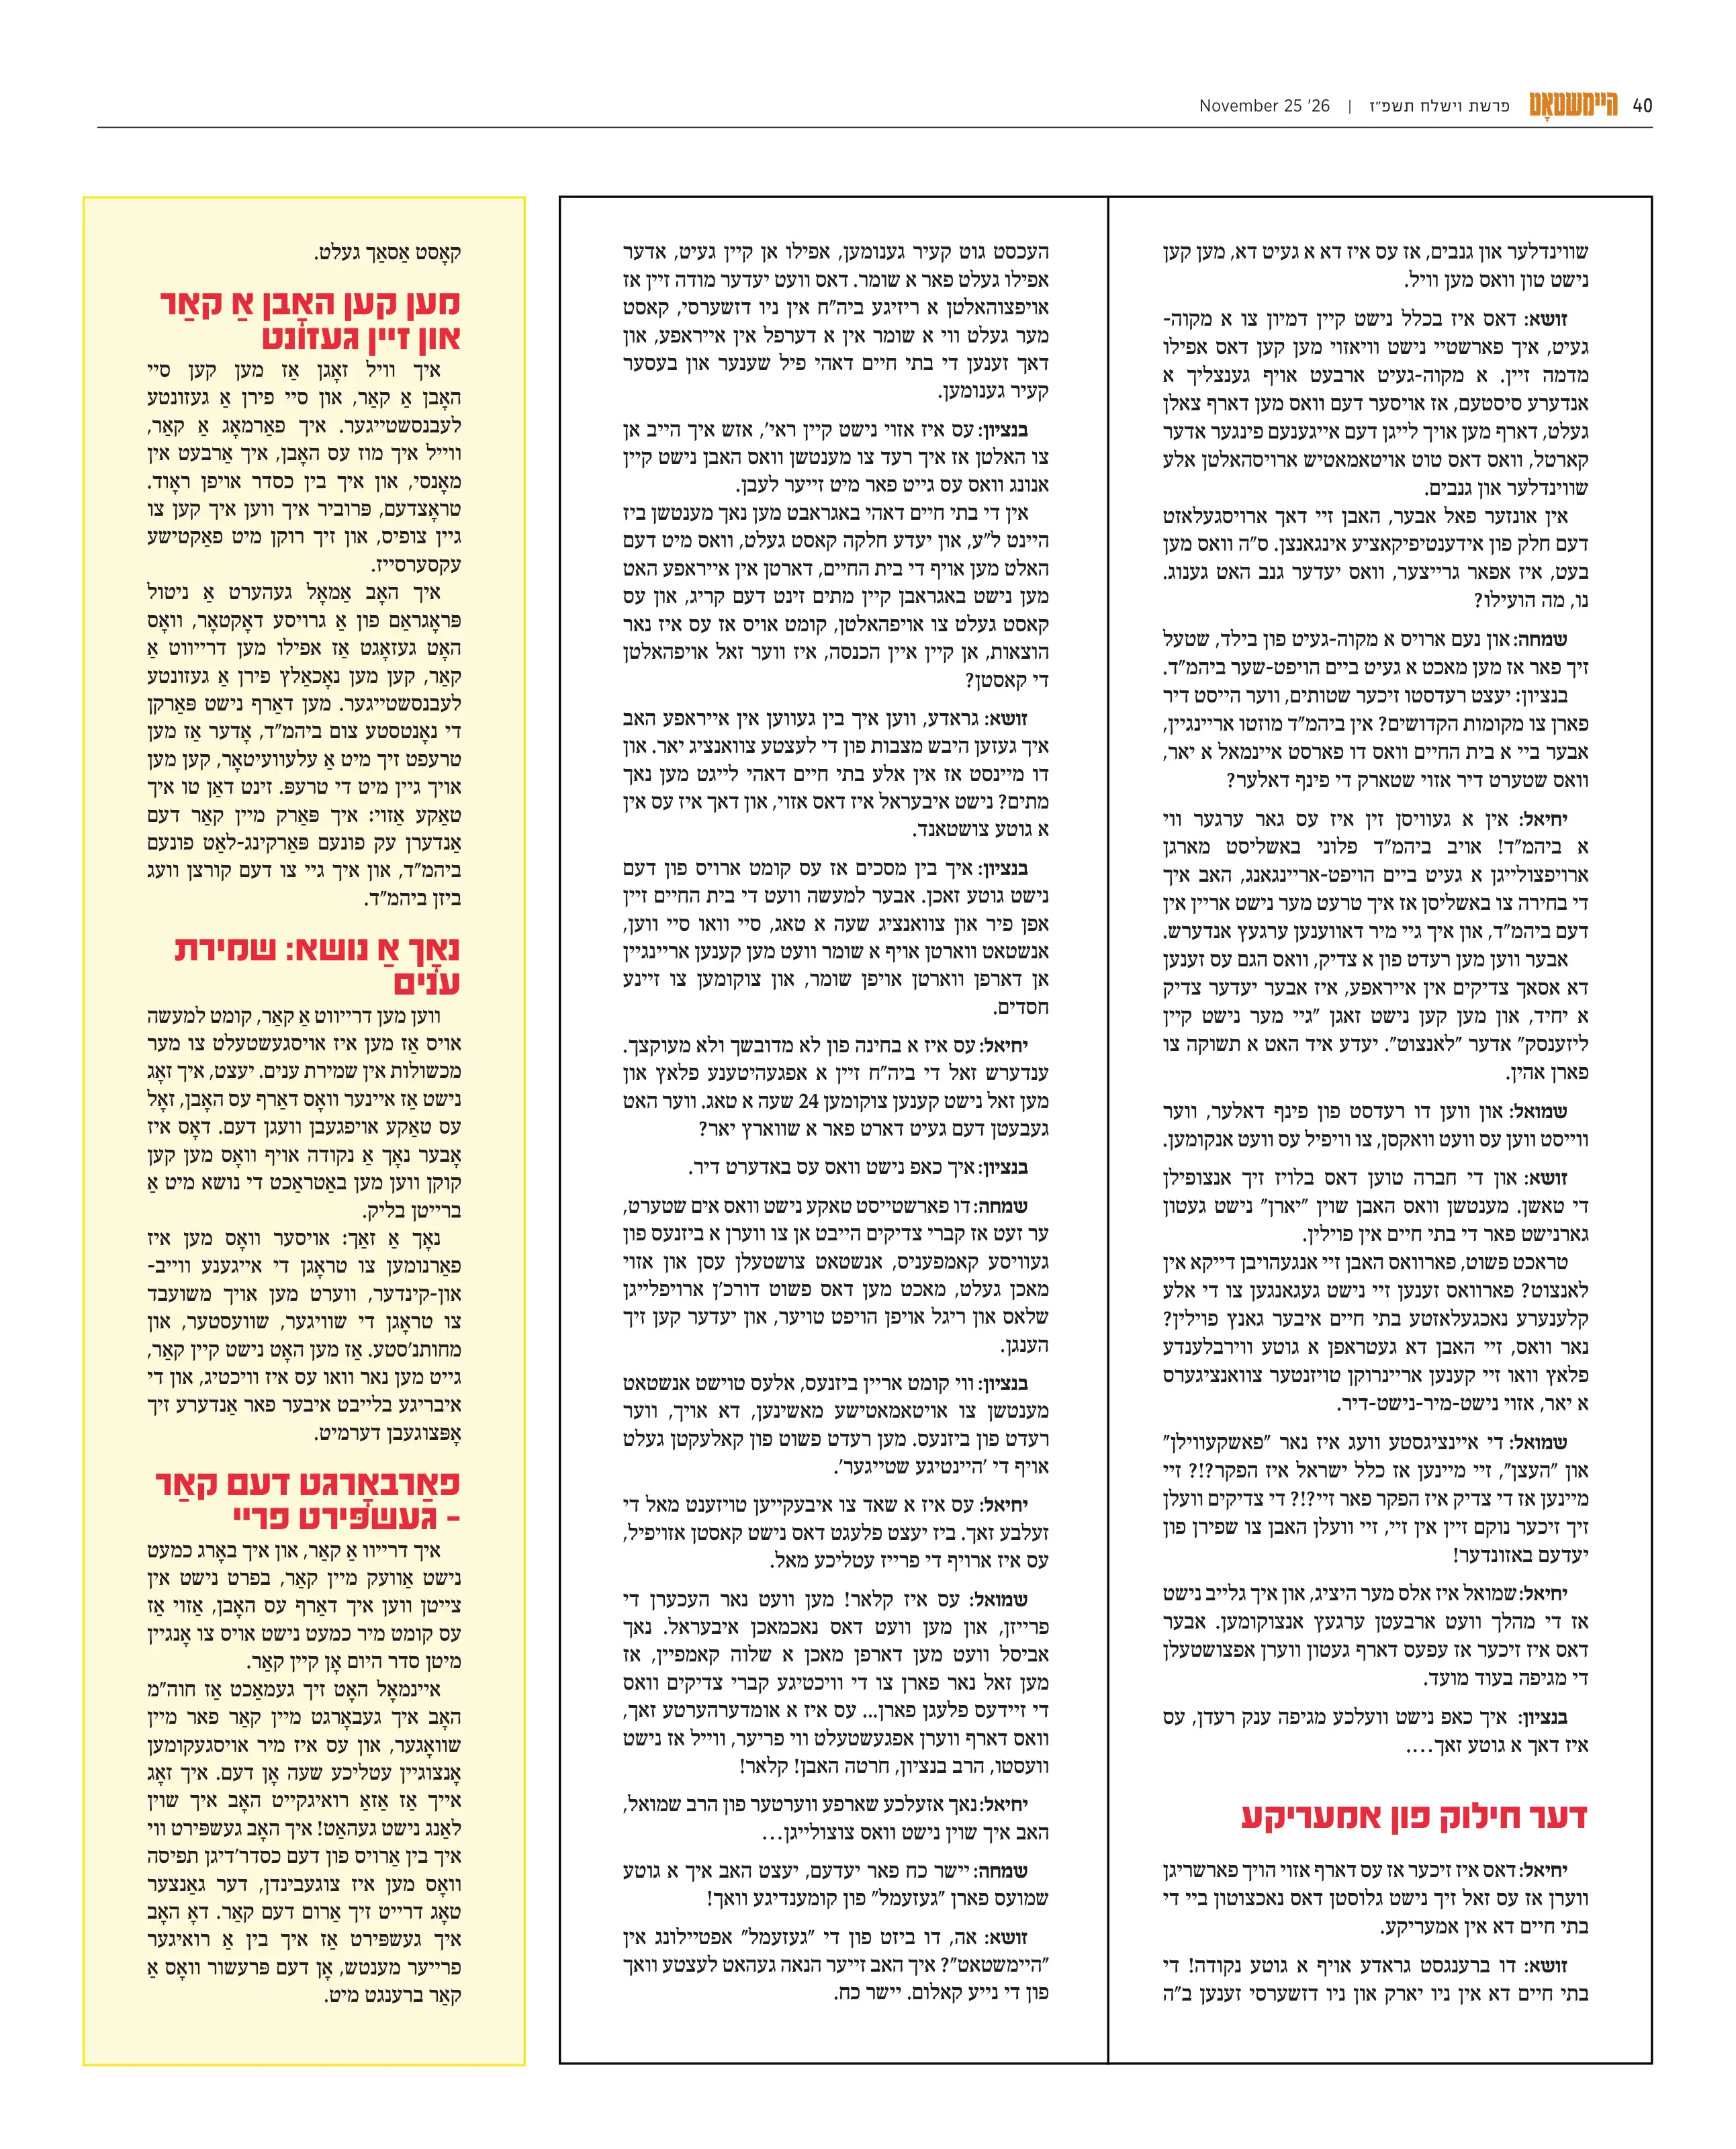 40 היימשטאָט פרשת וישלח תשפ״ז | November 25 '26
שווינדלער און גנבים, אז עס איז דא א געיט דא, מען קען
נישט טון וואס מען וויל.
זושא: דאס איז בכלל נישט קיין דמיון צו א מקוה-
געיט, איך פארשטיי נישט וויאזוי מען קען דאס אפילו
מדמה זיין. א מקוה-געיט ארבעט אויף גענצליך א
אנדערע סיסטעם, אז אויסער דעם וואס מען דארף צאלן
געלט, דארף מען אויך לייגן דעם אייגענעם פינגער אדער
קארטל, וואס דאס טוט אויטאמאטיש ארויסהאלטן אלע
שווינדלער און גנבים.
אין אונזער פאל אבער, האבן זיי דאך ארויסגעלאזט
דעם חלק פון אידענטיפיקאציע אינגאנצן. ס״ה וואס מען
בעט, איז אפאר גרייצער, וואס יעדער גנב האט גענוג.
נו, מה הועילו?
שמחה: און נעם ארויס א מקוה-געיט פון בילד, שטעל
זיך פאר אז מען מאכט א געיט ביים הויפט-שער ביהמ״ד.
בנציון: יעצט רעדסטו זיכער שטותים, ווער הייסט דיר
פארן צו מקומות הקדושים? אין ביהמ״ד מוזטו אריינגיין,
אבער ביי א בית החיים וואס דו פארסט איינמאל א יאר,
וואס שטערט דיר אזוי שטארק די פינף דאלער?
יחיאל: אין א געוויסן זין איז עס גאר ערגער ווי
א ביהמ״ד! אויב ביהמ״ד פלוני באשליסט מארגן
ארויפצולייגן א געיט ביים הויפט-אריינגאנג, האב איך
די בחירה צו באשליסן אז איך טרעט מער נישט אריין אין
דעם ביהמ״ד, און איך גיי מיר דאווענען ערגעץ אנדערש.
אבער ווען מען רעדט פון א צדיק, וואס הגם עס זענען
דא אסאך צדיקים אין אייראפע, איז אבער יעדער צדיק
א יחיד, און מען קען נישט זאגן ״גיי מער נישט קיין
ליזענסק״ אדער ״לאנצוט״. יעדע איד האט א תשוקה צו
פארן אהין.
שמואל: און ווען דו רעדסט פון פינף דאלער, ווער
ווייסט ווען עס וועט וואקסן, צו וויפיל עס וועט אנקומען.
זושא: און די חברה טוען דאס בלויז זיך אנצופילן
די טאשן. מענטשן וואס האבן שוין ״יארן״ נישט געטון
גארנישט פאר די בתי חיים אין פוילין.
טראכט פשוט, פארוואס האבן זיי אנגעהויבן דייקא אין
לאנצוט? פארוואס זענען זיי נישט געגאנגען צו די אלע
קלענערע נאכגעלאזטע בתי חיים איבער גאנץ פוילין?
נאר וואס, זיי האבן דא געטראפן א גוטע ווירבלענדע
פלאץ וואו זיי קענען אריינרוקן טויזנטער צוואנציגערס
א יאר, אזוי נישט-מיר-נישט-דיר.
שמואל: די איינציגסטע וועג איז נאר ״פאשקעווילן״
און ״העצן״, זיי מיינען אז כלל ישראל איז הפקר?!? זיי
מיינען אז די צדיק איז הפקר פאר זיי?!? די צדיקים וועלן
זיך זיכער נוקם זיין אין זיי, זיי וועלן האבן צו שפירן פון
יעדעם באזונדער!
יחיאל: שמואל איז אלס מער היציג, און איך גלייב נישט
אז די מהלך וועט ארבעטן ערגעץ אנצוקומען. אבער
דאס איז זיכער אז עפעס דארף געטון ווערן אפצושטעלן
די מגיפה בעוד מועד.
בנציון: איך כאפ נישט וועלכע מגיפה ענק רעדן, עס
איז דאך א גוטע זאך....
דער חילוק פון אמעריקע
יחיאל: דאס איז זיכער אז עס דארף אזוי הויך פארשריגן
ווערן אז עס זאל זיך נישט גלוסטן דאס נאכצוטון ביי די
בתי חיים דא אין אמעריקע.
זושא: דו ברענגסט גראדע אויף א גוטע נקודה! די
בתי חיים דא אין ניו יארק און ניו דזשערסי זענען ב״ה
העכסט גוט קעיר גענומען, אפילו אן קיין געיט, אדער
אפילו געלט פאר א שומר. דאס וועט יעדער מודה זיין אז
אויפצוהאלטן א ריזיגע ביה״ח אין ניו דזשערסי, קאסט
מער געלט ווי א שומר אין א דערפל אין אייראפע, און
דאך זענען די בתי חיים דאהי פיל שענער און בעסער
קעיר גענומען.
בנציון: עס איז אזוי נישט קיין ראי׳, אזש איך הייב אן
צו האלטן אז איך רעד צו מענטשן וואס האבן נישט קיין
אנונג וואס עס גייט פאר מיט זייער לעבן.
אין די בתי חיים דאהי באגראבט מען נאך מענטשן ביז
היינט ל״ע, און יעדע חלקה קאסט געלט, וואס מיט דעם
האלט מען אויף די בית החיים, דארטן אין אייראפע האט
מען נישט באגראבן קיין מתים זינט דעם קריג, און עס
קאסט געלט צו אויפהאלטן, קומט אויס אז עס איז נאר
הוצאות, אן קיין איין הכנסה, איז ווער זאל אויפהאלטן
די קאסטן?
זושא: גראדע, ווען איך בין געווען אין אייראפע האב
איך געזען היבש מצבות פון די לעצטע צוואנציג יאר. און
דו מיינסט אז אין אלע בתי חיים דאהי לייגט מען נאך
מתים? נישט איבעראל איז דאס אזוי, און דאך איז עס אין
א גוטע צושטאנד.
בנציון: איך בין מסכים אז עס קומט ארויס פון דעם
נישט גוטע זאכן. אבער למעשה וועט די בית החיים זיין
אפן פיר און צוואנציג שעה א טאג, סיי וואו סיי ווען,
אנשטאט ווארטן אויף א שומר וועט מען קענען אריינגיין
אן דארפן ווארטן אויפן שומר, און צוקומען צו זיינע
חסדים.
יחיאל: עס איז א בחינה פון לא מדובשך ולא מעוקצך.
ענדערש זאל די ביה״ח זיין א אפגעהיטענע פלאץ און
מען זאל נישט קענען צוקומען 24 שעה א טאג. ווער האט
געבעטן דעם געיט דארט פאר א שווארץ יאר?
בנציון: איך כאפ נישט וואס עס באדערט דיר.
שמחה: דו פארשטייסט טאקע נישט וואס אים שטערט,
ער זעט אז קברי צדיקים הייבט אן צו ווערן א ביזנעס פון
געוויסע קאמפעניס, אנשטאט צושטעלן עסן און אזוי
מאכן געלט, מאכט מען דאס פשוט דורכ׳ן ארויפלייגן
שלאס און ריגל אויפן הויפט טויער, און יעדער קען זיך
הענגן.
בנציון: ווי קומט אריין ביזנעס, אלעס טוישט אנשטאט
מענטשן צו אויטאמאטישע מאשינען, דא אויך, ווער
רעדט פון ביזנעס. מען רעדט פשוט פון קאלעקטן געלט
אויף די ׳היינטיגע שטייגער׳.
יחיאל: עס איז א שאד צו איבעקייען טויזענט מאל די
זעלבע זאך. ביז יעצט פלעגט דאס נישט קאסטן אזויפיל,
עס איז ארויף די פרייז עטליכע מאל.
שמואל: עס איז קלאר! מען וועט נאר העכערן די
פרייזן, און מען וועט דאס נאכמאכן איבעראל. נאך
אביסל וועט מען דארפן מאכן א שלוה קאמפיין, אז
מען זאל נאר פארן צו די וויכטיגע קברי צדיקים וואס
די זיידעס פלעגן פארן... עס איז א אומדערהערטע זאך,
וואס דארף ווערן אפגעשטעלט ווי פריער, ווייל אז נישט
וועסטו, הרב בנציון, חרטה האבן! קלאר!
יחיאל: נאך אזעלכע שארפע ווערטער פון הרב שמואל,
האב איך שוין נישט וואס צוצולייגן...
שמחה: יישר כח פאר יעדעם, יעצט האב איך א גוטע
שמועס פארן ״געזעמל״ פון קומענדיגע וואך!
זושא: אה, דו ביזט פון די ״געזעמל״ אפטיילונג אין
״היימשטאט״? איך האב זייער הנאה געהאט לעצטע וואך
פון די נייע קאלום. יישר כח.
קאָסט אַסאַך געלט.
מען קען האָבן אַ קאַר
און זיין געזונט
איך וויל זאָגן אַז מען קען סיי
האָבן אַ קאַר, און סיי פירן אַ געזונטע
לעבנסשטייגער. איך פאַרמאָג אַ קאַר,
ווייל איך מוז עס האָבן, איך אַרבעט אין
מאָנסי, און איך בין כסדר אויפן ראָוד.
טראָצדעם, פּרוביר איך ווען איך קען צו
גיין צופיס, און זיך רוקן מיט פאַקטישע
עקסערסייז.
איך האָב אַמאָל געהערט אַ ניטול
פּראָגראַם פון אַ גרויסע דאָקטאָר, וואָס
האָט געזאָגט אַז אפילו מען דרייווט אַ
קאַר, קען מען נאָכאַלץ פירן אַ געזונטע
לעבנסשטייגער. מען דאַרף נישט פּאַרקן
די נאָנטסטע צום ביהמ״ד, אָדער אַז מען
טרעפט זיך מיט אַ עלעוועיטאָר, קען מען
אויך גיין מיט די טרעפּ. זינט דאַן טו איך
טאַקע אַזוי: איך פּאַרק מיין קאַר דעם
אַנדערן עק פונעם פּאַרקינג-לאַט פונעם
ביהמ״ד, און איך גיי צו דעם קורצן וועג
ביזן ביהמ״ד.
נאָך אַ נושא: שמירת
ענים
ווען מען דרייווט אַ קאַר, קומט למעשה
אויס אַז מען איז אויסגעשטעלט צו מער
מכשולות אין שמירת ענים. יעצט, איך זאָג
נישט אַז איינער וואָס דאַרף עס האָבן, זאָל
עס טאַקע אויפגעבן וועגן דעם. דאָס איז
אָבער נאָך אַ נקודה אויף וואָס מען קען
קוקן ווען מען באַטראַכט די נושא מיט אַ
ברייטן בליק.
נאָך אַ זאַך: אויסער וואָס מען איז
פאַרנומען צו טראָגן די אייגענע ווייב-
און-קינדער, ווערט מען אויך משועבד
צו טראָגן די שוויגער, שוועסטער, און
מחותנ׳סטע. אַז מען האָט נישט קיין קאַר,
גייט מען נאר וואו עס איז וויכטיג, און די
איבריגע בלייבט איבער פאר אַנדערע זיך
אָפּצוגעבן דערמיט.
פאַרבאָרגט דעם קאַר
– געשפּירט פריי
איך דרייוו אַ קאַר, און איך באָרג כמעט
נישט אַוועק מיין קאַר, בפרט נישט אין
צייטן ווען איך דאַרף עס האָבן, אַזוי אַז
עס קומט מיר כמעט נישט אויס צו אָנגיין
מיטן סדר היום אָן קיין קאַר.
איינמאָל האָט זיך געמאַכט אַז חוה״מ
האָב איך געבאָרגט מיין קאַר פאר מיין
שוואָגער, און עס איז מיר אויסגעקומען
אָנצוגיין עטליכע שעה אָן דעם. איך זאָג
אייך אַז אַזאַ רואיגקייט האָב איך שוין
לאַנג נישט געהאַט! איך האָב געשפּירט ווי
איך בין אַרויס פון דעם כסדר׳דיגן תפיסה
וואָס מען איז צוגעבינדן, דער גאַנצער
טאָג דרייט זיך אַרום דעם קאַר. דאָ האָב
איך געשפּירט אַז איך בין אַ רואיגער
פרייער מענטש, אָן דעם פּרעשור וואָס אַ
קאַר ברענגט מיט.